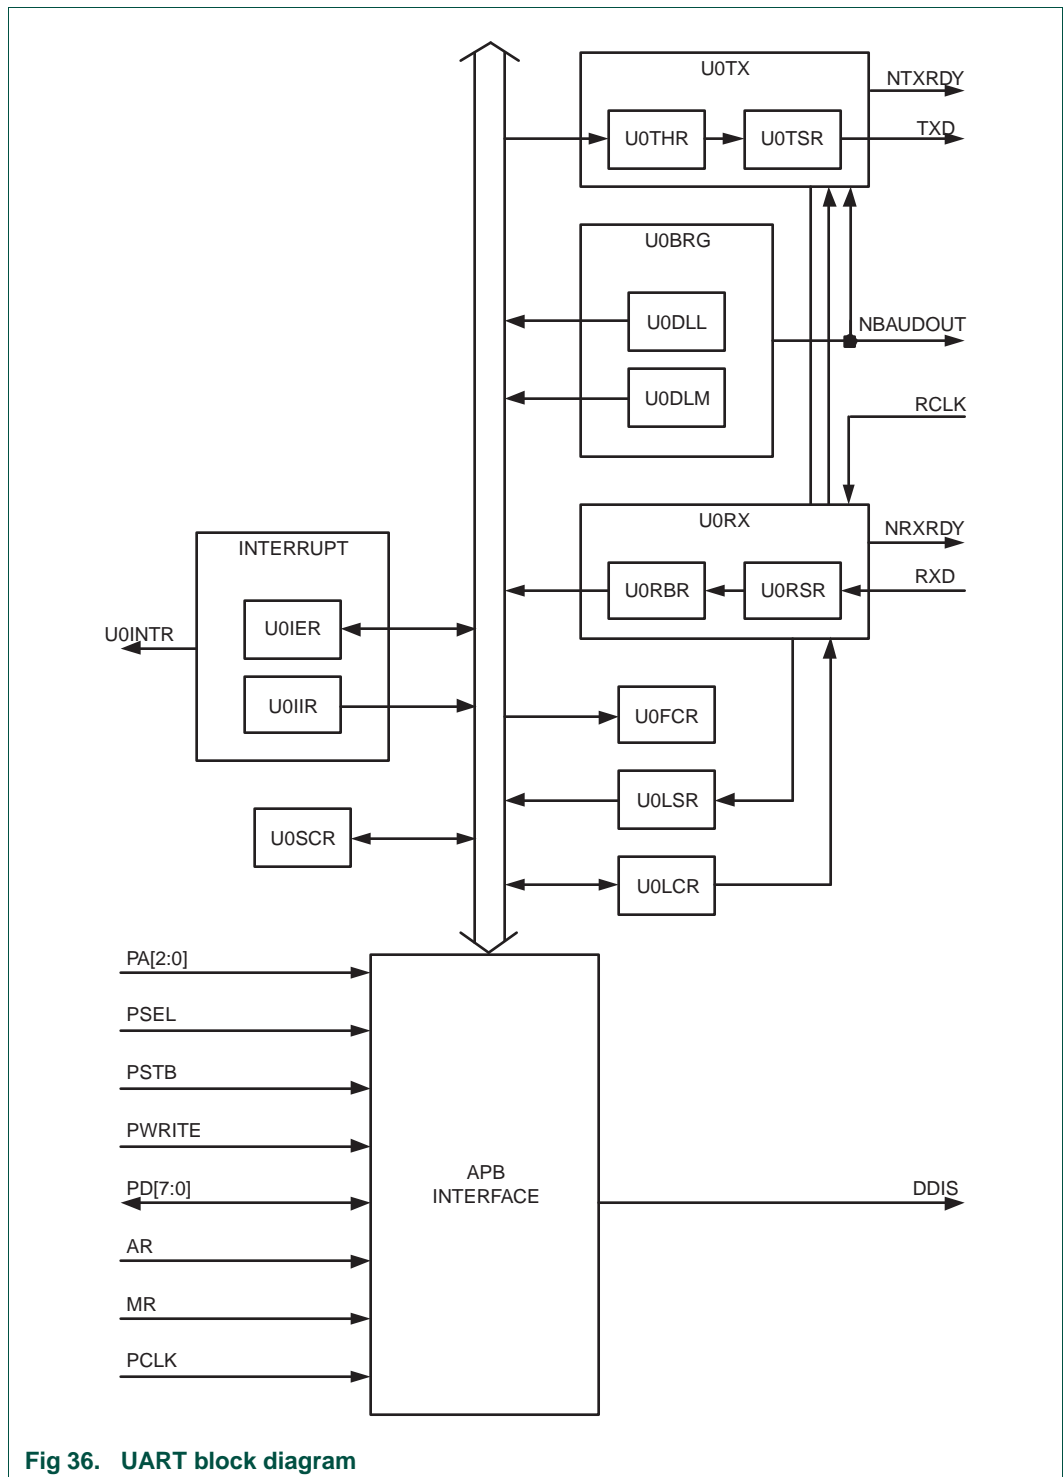 U0TX
NTXRDY
U0THR
U0TSR
TXD
U0BRG
U0DLL
NBAUDOUT
U0DLM
RCLK
U0RX
NRXRDY
INTERRUPT
U0RBR
U0RSR
RXD
U0IER
U0INTR
U0IIR
U0FCR
U0LSR
U0SCR
U0LCR
PA[2:0]
PSEL
PSTB
PWRITE
APB
INTERFACE
PD[7:0]
DDIS
AR
MR
PCLK
Fig 36. UART block diagram